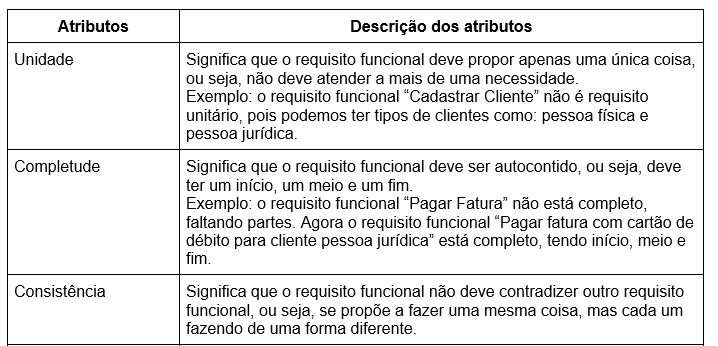 Atributos Descrição dos atributos
Unidade Significa que o requisito funcional deve propor apenas uma única coisa,
ou seja, não deve atender a mais de uma necessidade.
Exemplo: o requisito funcional “Cadastrar Cliente” não é requisito
unitário, pois podemos ter tipos de clientes como: pessoa física e
pessoa jurídica.
Completude Significa que o requisito funcional deve ser autocontido, ou seja, deve
ter um início, um meio e um fim.
Exemplo: o requisito funcional “Pagar Fatura” não está completo,
faltando partes. Agora o requisito funcional “Pagar fatura com cartão de
débito para cliente pessoa jurídica” está completo, tendo início, meio e
fim.
Consistência Significa que o requisito funcional não deve contradizer outro requisito
funcional, ou seja, se propõe a fazer uma mesma coisa, mas cada um
fazendo de uma forma diferente.